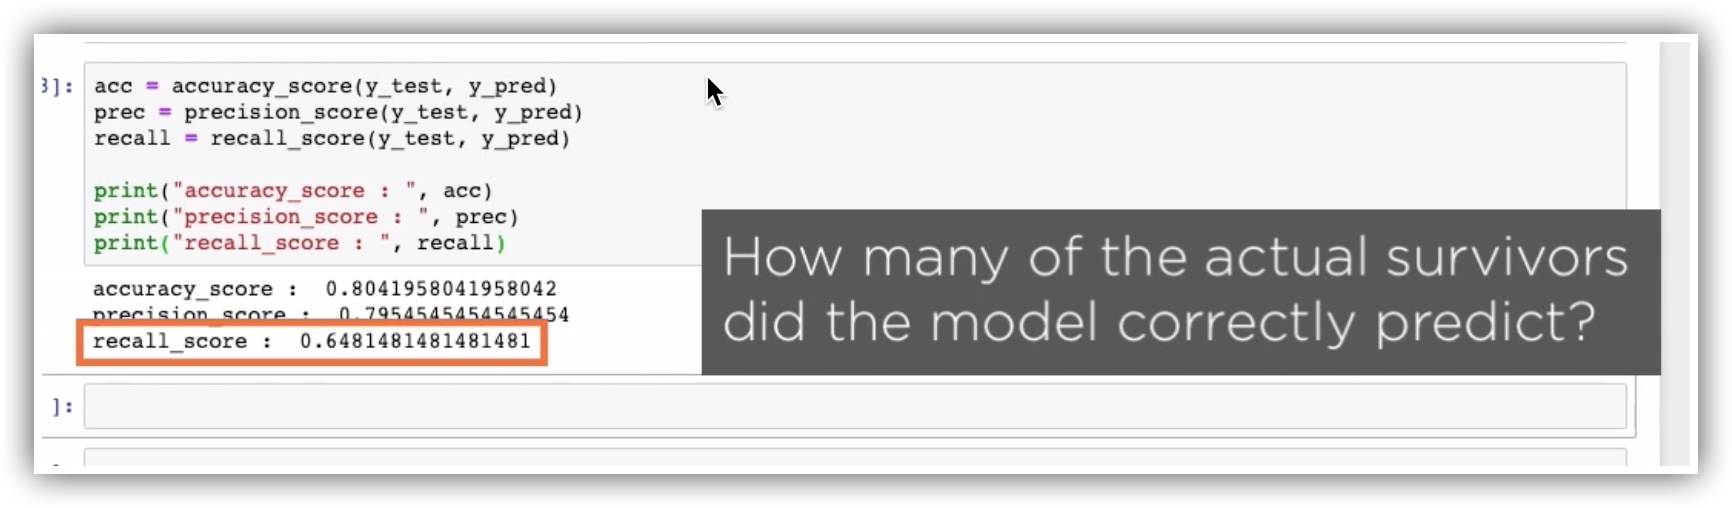 3]:
acc = accuracy_score(y_test, y_pred)
prec = precision_score(y_test, y_pred)
recall = recall_score(y_test, y_pred)
print("accuracy_score : ", acc)
print("precision_score : ", prec)
print("recall_score : ", recall)
accuracy_score :  0.8041958041958042
precision_score :  0.7954545454545454
recall_score :  0.6481481481481481
How many of the actual survivors
did the model correctly predict?
]: